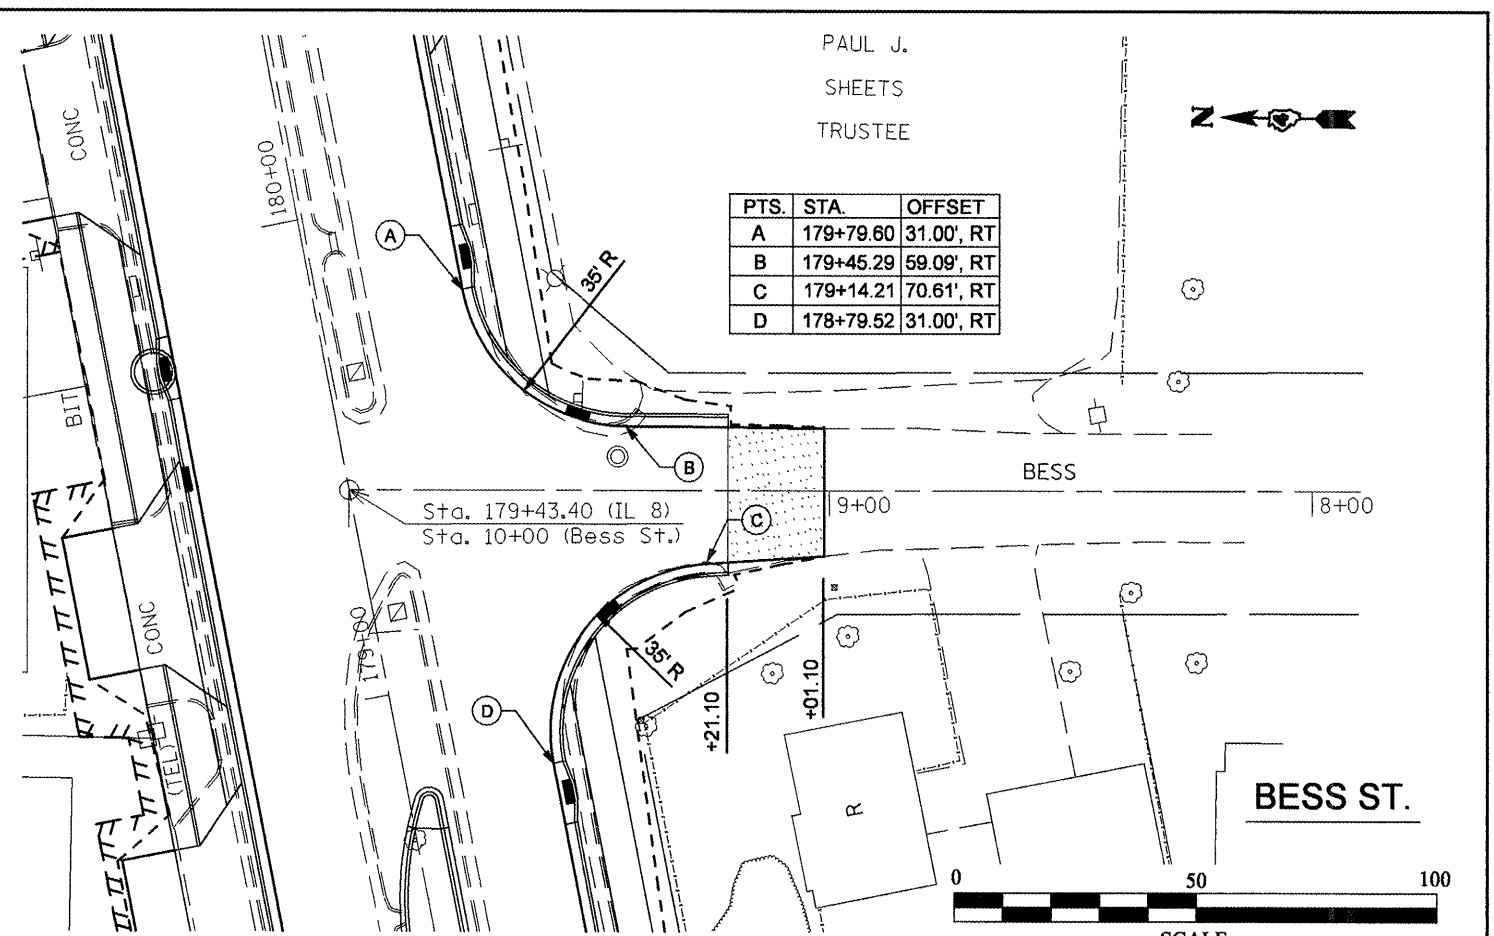 PAUL J.
SHEETS
TRUSTEE
N
CONC
180+00
A
35' R
PTS. STA. OFFSET
A 179+79.60 31.00', RT
B 179+45.29 59.09', RT
C 179+14.21 70.61', RT
D 178+79.52 31.00', RT
BIT
B
BESS
Sta. 179+43.40 (IL 8)
Sta. 10+00 (Bess St.)
C
9+00
8+00
CONC
179+00
35' R
D
+21.10
+01.10
(TEL)
R
BESS ST.
0 50 100
SCALE